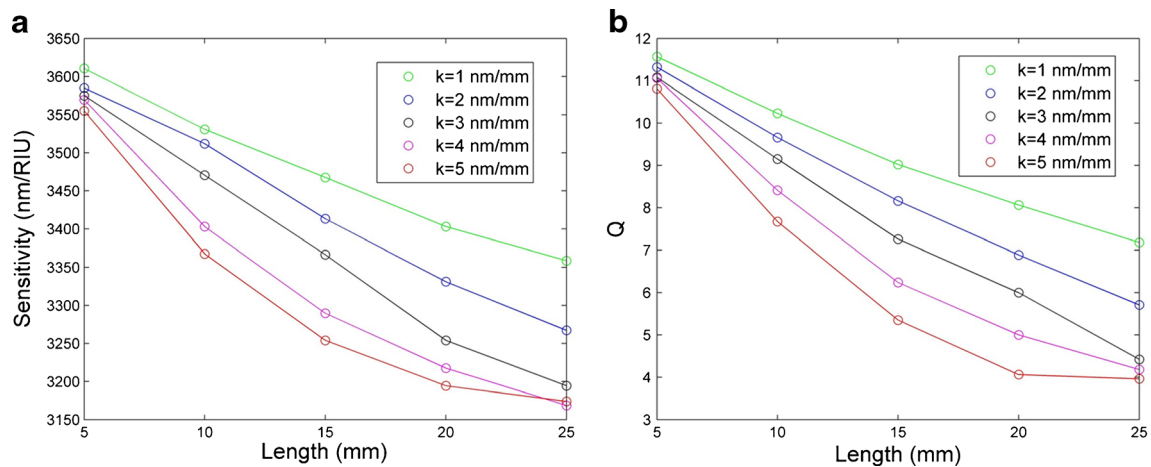 a
3650
3600
3550
3500
3450
3400
3350
3300
3250
3200
3150
5
10
15
20
25
Sensitivity (nm/RIU)
Length (mm)
k=1 nm/mm
k=2 nm/mm
k=3 nm/mm
k=4 nm/mm
k=5 nm/mm
b
12
11
10
9
8
7
6
5
4
3
5
10
15
20
25
Q
Length (mm)
k=1 nm/mm
k=2 nm/mm
k=3 nm/mm
k=4 nm/mm
k=5 nm/mm